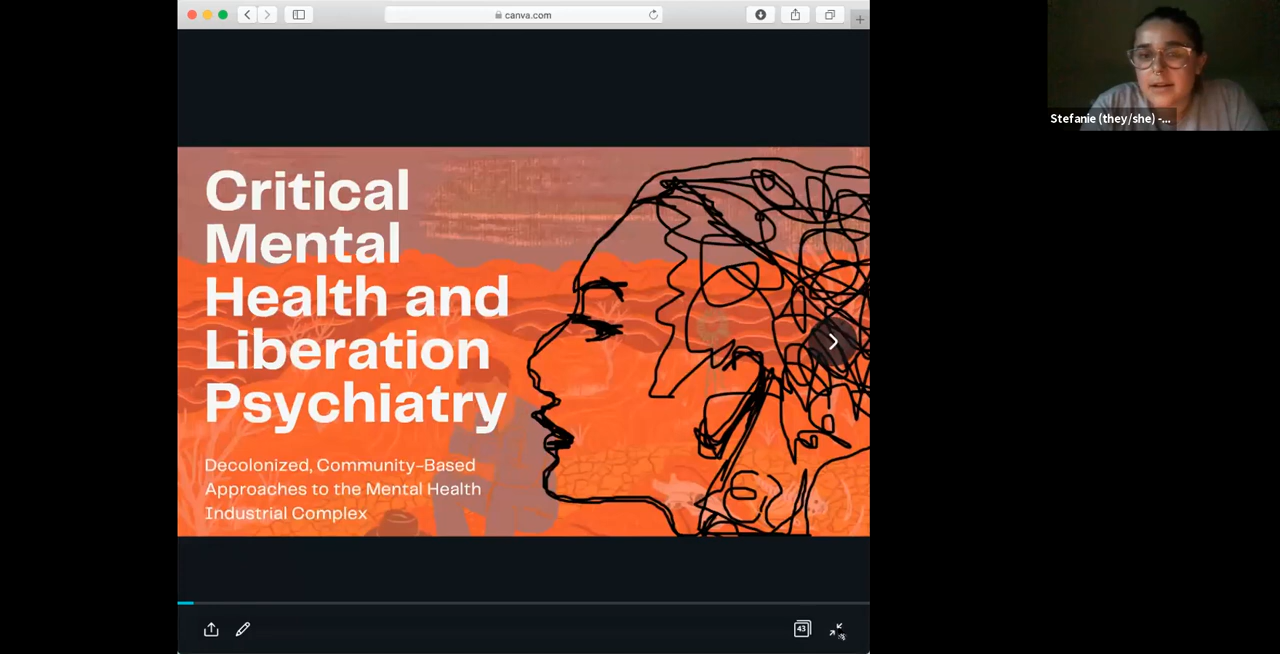 canva.com
Stefanie (they/she) -...
Critical
Mental
Health and
Liberation
Psychiatry
Decolonized, Community-Based
Approaches to the Mental Health
Industrial Complex
43